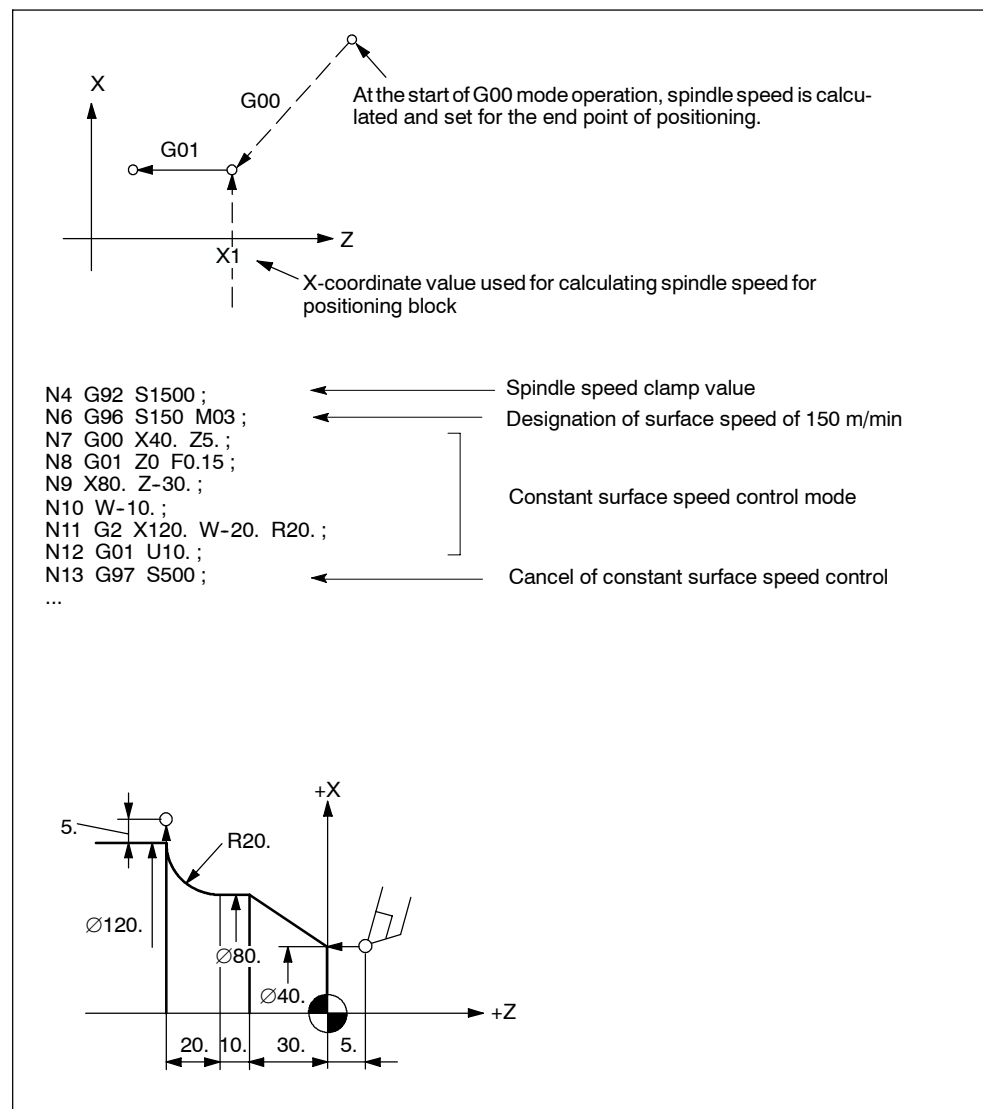 X
G00
At the start of G00 mode operation, spindle speed is calcu-
lated and set for the end point of positioning.
G01
Z
X1
X-coordinate value used for calculating spindle speed for
positioning block
N4 G92 S1500 ;
Spindle speed clamp value
N6 G96 S150 M03 ;
Designation of surface speed of 150 m/min
N7 G00 X40. Z5. ;
N8 G01 Z0 F0.15 ;
N9 X80. Z-30. ;
Constant surface speed control mode
N10 W-10. ;
N11 G2 X120. W-20. R20. ;
N12 G01 U10. ;
N13 G97 S500 ;
Cancel of constant surface speed control
...
+X
5.
R20.
∅120.
∅80.
∅40.
+Z
20.
10.
30.
5.